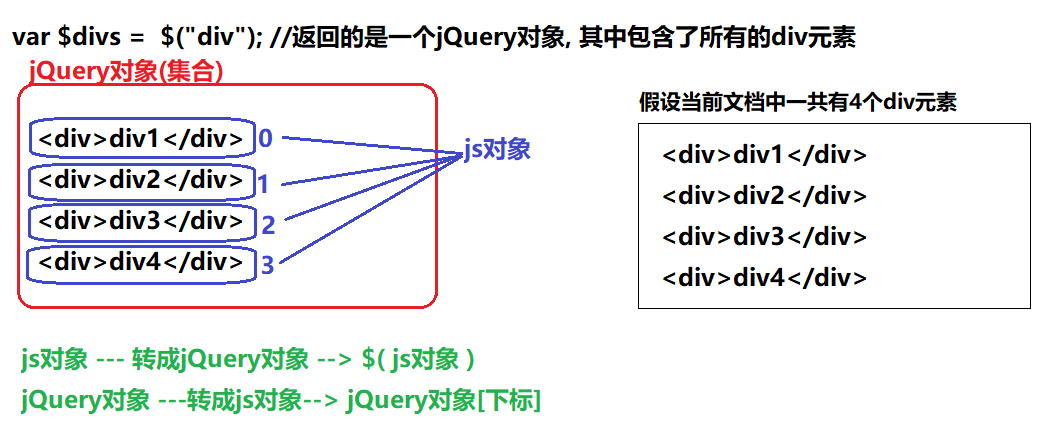 var $divs =  $("div"); //返回的是一个jQuery对象, 其中包含了所有的div元素
jQuery对象(集合)
<div>div1</div> 0
<div>div2</div> 1
<div>div3</div> 2
<div>div4</div> 3
js对象
假设当前文档中一共有4个div元素
<div>div1</div>
<div>div2</div>
<div>div3</div>
<div>div4</div>
js对象 --- 转成jQuery对象 --> $( js对象 )
jQuery对象 ---转成js对象--> jQuery对象[下标]